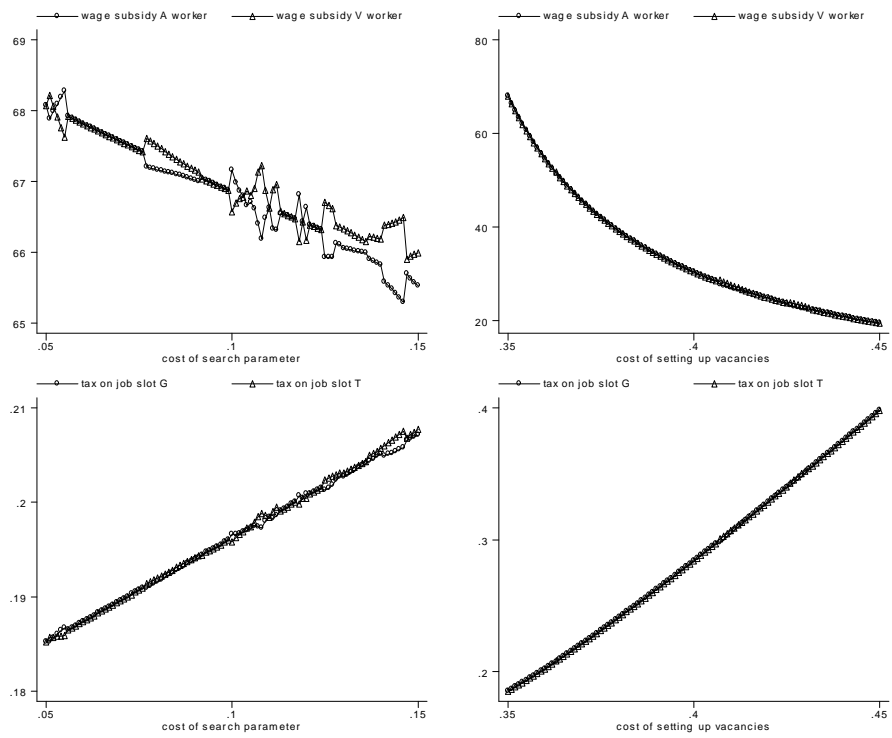 wage subsidy A worker wage subsidy V worker
69
68
67
66
65
.05 .1 .15
cost of search parameter
wage subsidy A worker wage subsidy V worker
80
60
40
20
.35 .4 .45
cost of setting up vacancies
tax on job slot G tax on job slot T
.21
.2
.19
.18
.05 .1 .15
cost of search parameter
tax on job slot G tax on job slot T
.4
.3
.2
.35 .4 .45
cost of setting up vacancies